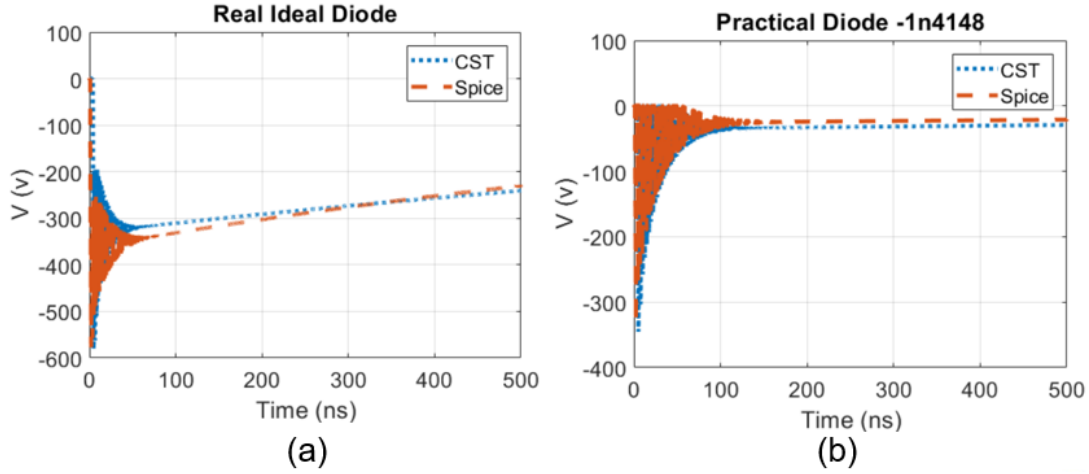 Real Ideal Diode
100
0
-100
-200
-300
-400
-500
-600
V (v)
0
100
200
300
400
500
Time (ns)
CST
Spice
(a)
Practical Diode -1n4148
100
0
-100
-200
-300
-400
V (v)
0
100
200
300
400
500
Time (ns)
CST
Spice
(b)